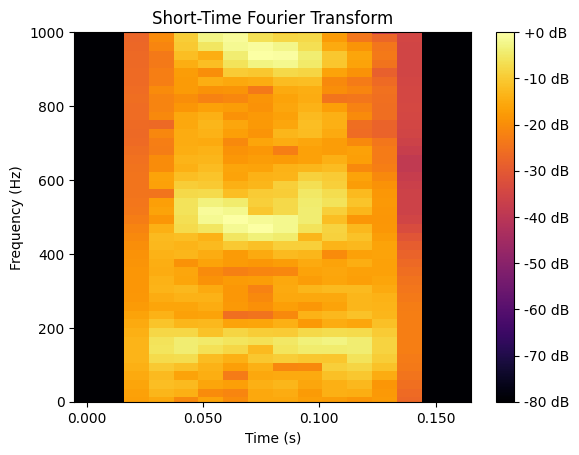 Short-Time Fourier Transform
1000
800
600
400
200
0
Frequency (Hz)
0.000
0.050
0.100
0.150
Time (s)
+0 dB
-10 dB
-20 dB
-30 dB
-40 dB
-50 dB
-60 dB
-70 dB
-80 dB